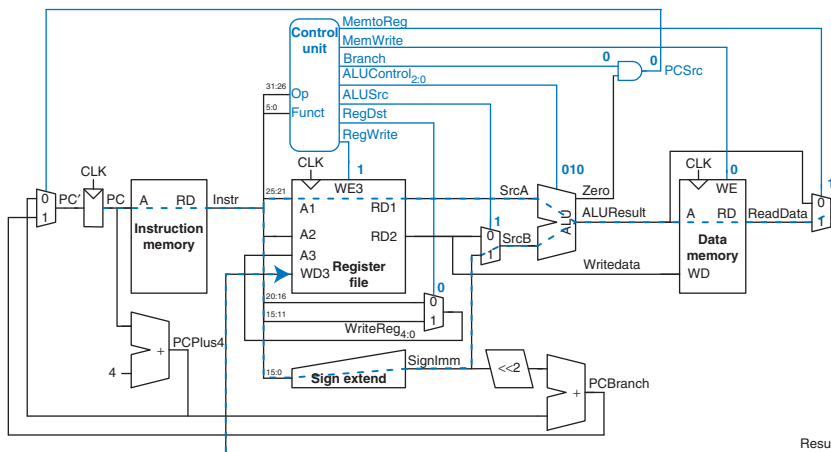 MemtoReg
Control
unit
MemWrite
Branch
0
0
PCSrc
ALUControl2:0
31:26
Op
ALUSrc
5:0
Funct
RegDst
RegWrite
CLK
CLK
1
010
CLK
0
1
0
1
PC'
PC
A
RD
Instruction
memory
Instr
25:21
WE3
A1
RD1
A2
RD2
A3
WD3
Register
file
SrcA
1
0
1
SrcB
ALU
Zero
ALUResult
WE
A
RD
Data
memory
WD
ReadData
0
1
Writedata
20:16
0
0
1
15:11
WriteReg4:0
PCPlus4
+
4
15:0
Sign extend
SignImm
<<2
+
PCBranch
Resu